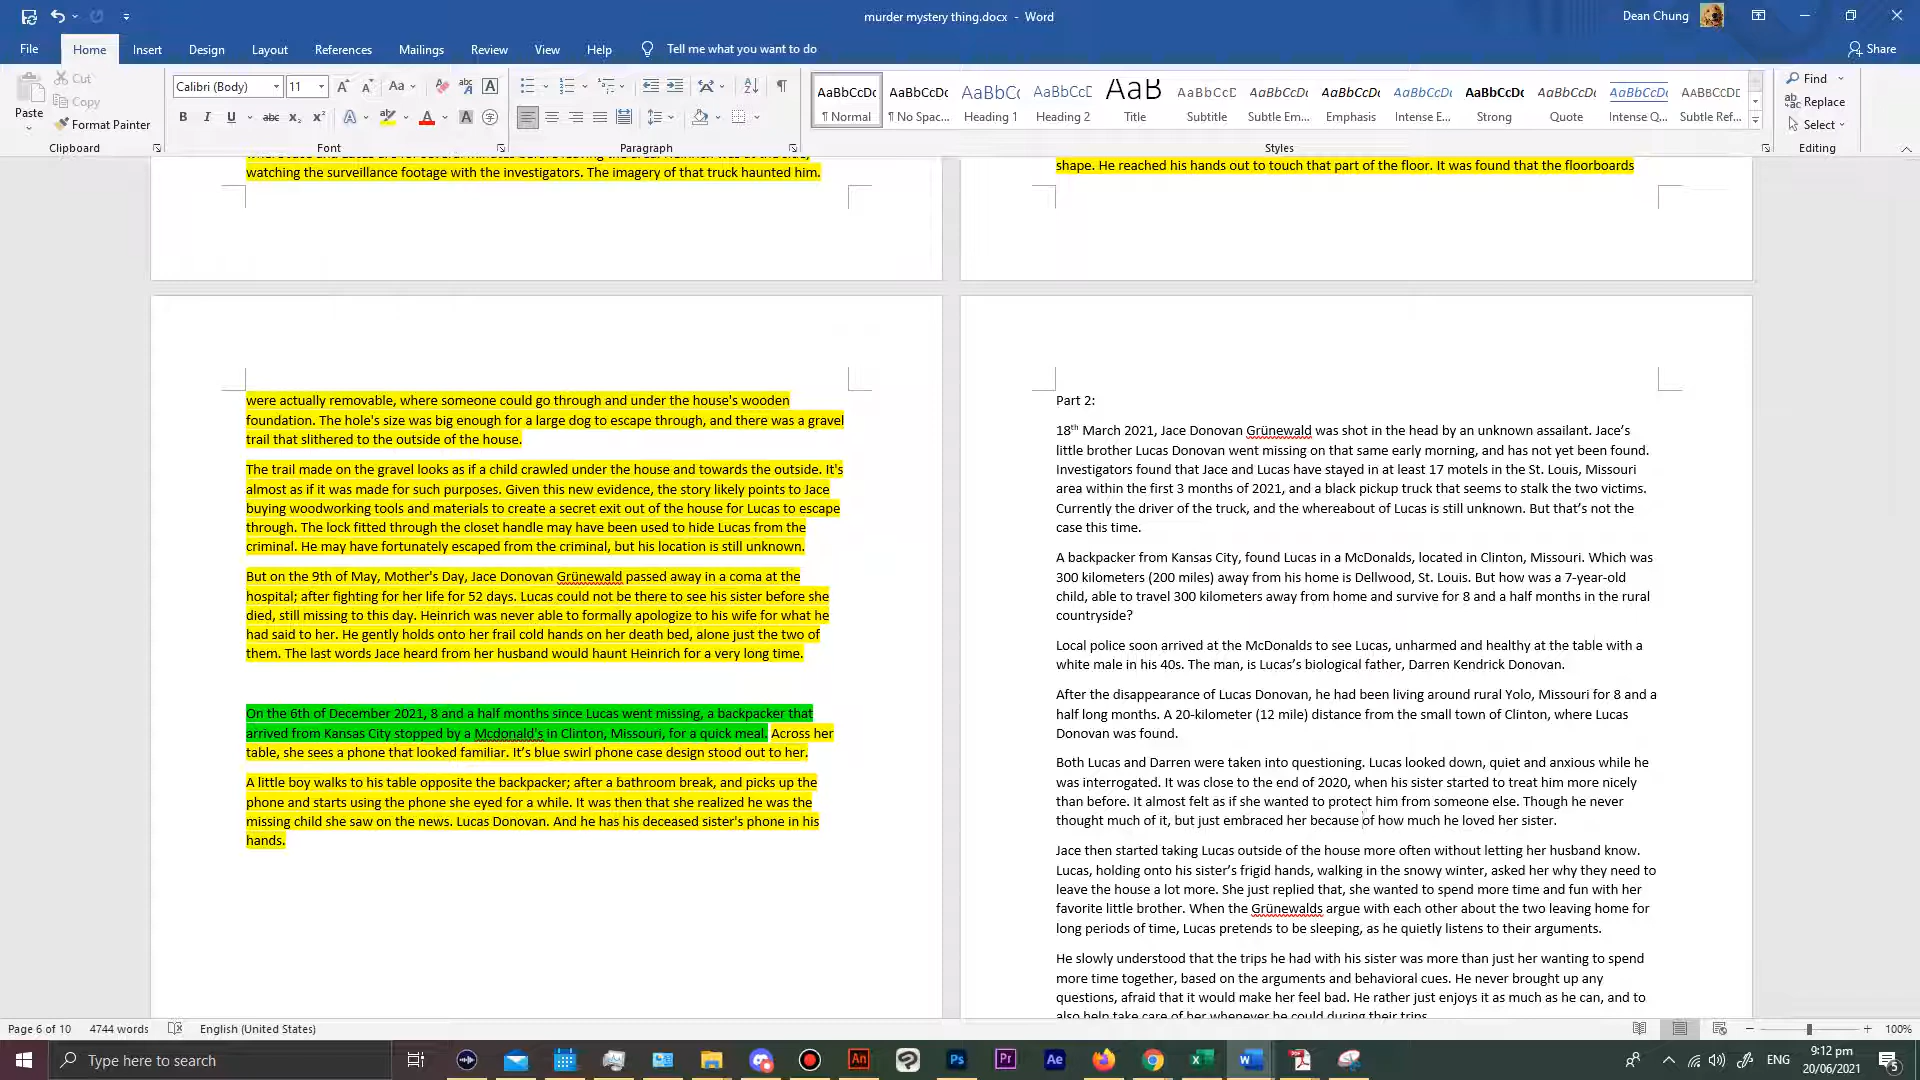 murder mystery thing.docx - Word
Dean Chung
File Home Insert Design Layout References Mailings Review View Help Tell me what you want to do
Share
Paste
Cut
Copy
Format Painter
Clipboard
Calibri (Body) 11
Font
Paragraph
AaBbCcDc AaBbCcDc AaBbCc AaBbCcC AaB AaBbCcC AaBbCcDc AaBbCcDc AaBbCcDc AaBbCcDc AaBbCcDc AaBbCcDc AABBCCDE
¶ Normal ¶ No Spac... Heading 1 Heading 2 Title Subtitle Subtle Em... Emphasis Intense E... Strong Quote Intense Q... Subtle Ref...
Styles
Find
Replace
Select
Editing
watching the surveillance footage with the investigators. The imagery of that truck haunted him.
shape. He reached his hands out to touch that part of the floor. It was found that the floorboards
were actually removable, where someone could go through and under the house's wooden
foundation. The hole's size was big enough for a large dog to escape through, and there was a gravel
trail that slithered to the outside of the house.
The trail made on the gravel looks as if a child crawled under the house and towards the outside. It's
almost as if it was made for such purposes. Given this new evidence, the story likely points to Jace
buying woodworking tools and materials to create a secret exit out of the house for Lucas to escape
through. The lock fitted through the closet handle may have been used to hide Lucas from the
criminal. He may have fortunately escaped from the criminal, but his location is still unknown.
But on the 9th of May, Mother's Day, Jace Donovan Grünewald passed away in a coma at the
hospital; after fighting for her life for 52 days. Lucas could not be there to see his sister before she
died, still missing to this day. Heinrich was never able to formally apologize to his wife for what he
had said to her. He gently holds onto her frail cold hands on her death bed, alone just the two of
them. The last words Jace heard from her husband would haunt Heinrich for a very long time.
On the 6th of December 2021, 8 and a half months since Lucas went missing, a backpacker that
arrived from Kansas City stopped by a Mcdonald's in Clinton, Missouri, for a quick meal. Across her
table, she sees a phone that looked familiar. It's blue swirl phone case design stood out to her.
A little boy walks to his table opposite the backpacker; after a bathroom break, and picks up the
phone and starts using the phone she eyed for a while. It was then that she realized he was the
missing child she saw on the news. Lucas Donovan. And he has his deceased sister's phone in his
hands.
Part 2:
18th March 2021, Jace Donovan Grünewald was shot in the head by an unknown assailant. Jace's
little brother Lucas Donovan went missing on that same early morning, and has not yet been found.
Investigators found that Jace and Lucas have stayed in at least 17 motels in the St. Louis, Missouri
area within the first 3 months of 2021, and a black pickup truck that seems to stalk the two victims.
Currently the driver of the truck, and the whereabout of Lucas is still unknown. But that's not the
case this time.
A backpacker from Kansas City, found Lucas in a McDonalds, located in Clinton, Missouri. Which was
300 kilometers (200 miles) away from his home is Dellwood, St. Louis. But how was a 7-year-old
child, able to travel 300 kilometers away from home and survive for 8 and a half months in the rural
countryside?
Local police soon arrived at the McDonalds to see Lucas, unharmed and healthy at the table with a
white male in his 40s. The man, is Lucas's biological father, Darren Kendrick Donovan.
After the disappearance of Lucas Donovan, he had been living around rural Yolo, Missouri for 8 and a
half long months. A 20-kilometer (12 mile) distance from the small town of Clinton, where Lucas
Donovan was found.
Both Lucas and Darren were taken into questioning. Lucas looked down, quiet and anxious while he
was interrogated. It was close to the end of 2020, when his sister started to treat him more nicely
than before. It almost felt as if she wanted to protect him from someone else. Though he never
thought much of it, but just embraced her because of how much he loved her sister.
Jace then started taking Lucas outside of the house more often without letting her husband know.
Lucas, holding onto his sister's frigid hands, walking in the snowy winter, asked her why they need to
leave the house a lot more. She just replied that, she wanted to spend more time and fun with her
favorite little brother. When the Grünewalds argue with each other about the two leaving home for
long periods of time, Lucas pretends to be sleeping, as he quietly listens to their arguments.
He slowly understood that the trips he had with his sister was more than just her wanting to spend
more time together, based on the arguments and behavioral cues. He never brought up any
questions, afraid that it would make her feel bad. He rather just enjoys it as much as he can, and to
also help take care of her whenever he could during their trips.
Page 6 of 10 4744 words English (United States)
100%
Type here to search
ENG
9:12 pm
20/06/2021